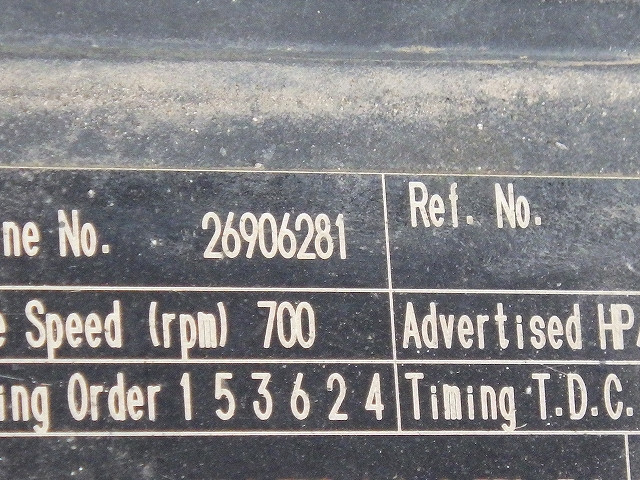 ne No. 26906281 Ref. No.
e Speed (rpm) 700 Advertised HP
ing Order 1 5 3 6 2 4 Timing T.D.C.